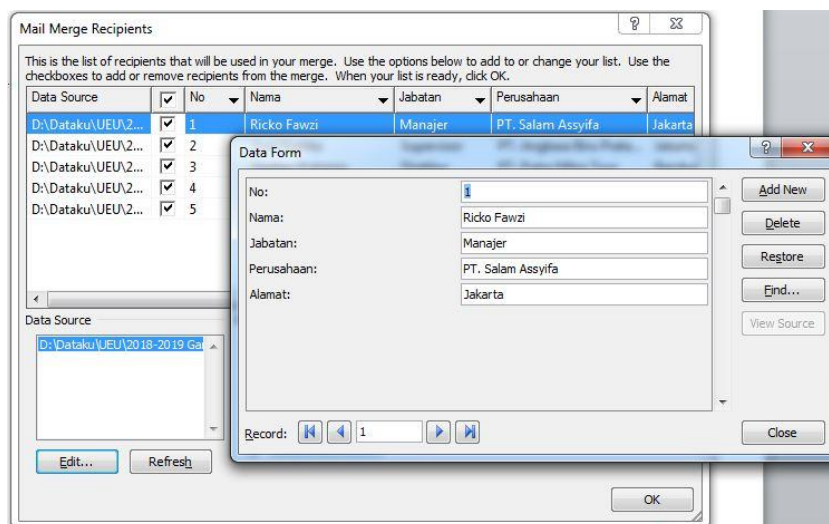 Mail Merge Recipients
This is the list of recipients that will be used in your merge. Use the options below to add to or change your list. Use the
checkboxes to add or remove recipients from the merge. When your list is ready, click OK.
Data Source No Nama Jabatan Perusahaan Alamat
D:\Dataku\UEU\2... 1 Ricko Fawzi Manajer PT. Salam Assyifa Jakarta
D:\Dataku\UEU\2... 2
D:\Dataku\UEU\2... 3
D:\Dataku\UEU\2... 4
D:\Dataku\UEU\2... 5
Data Source
D:\Dataku\UEU\2018-2019 Ga
Edit... Refresh
OK
Data Form
No: 1
Nama: Ricko Fawzi
Jabatan: Manajer
Perusahaan: PT. Salam Assyifa
Alamat: Jakarta
Add New
Delete
Restore
Find...
View Source
Record: 1
Close